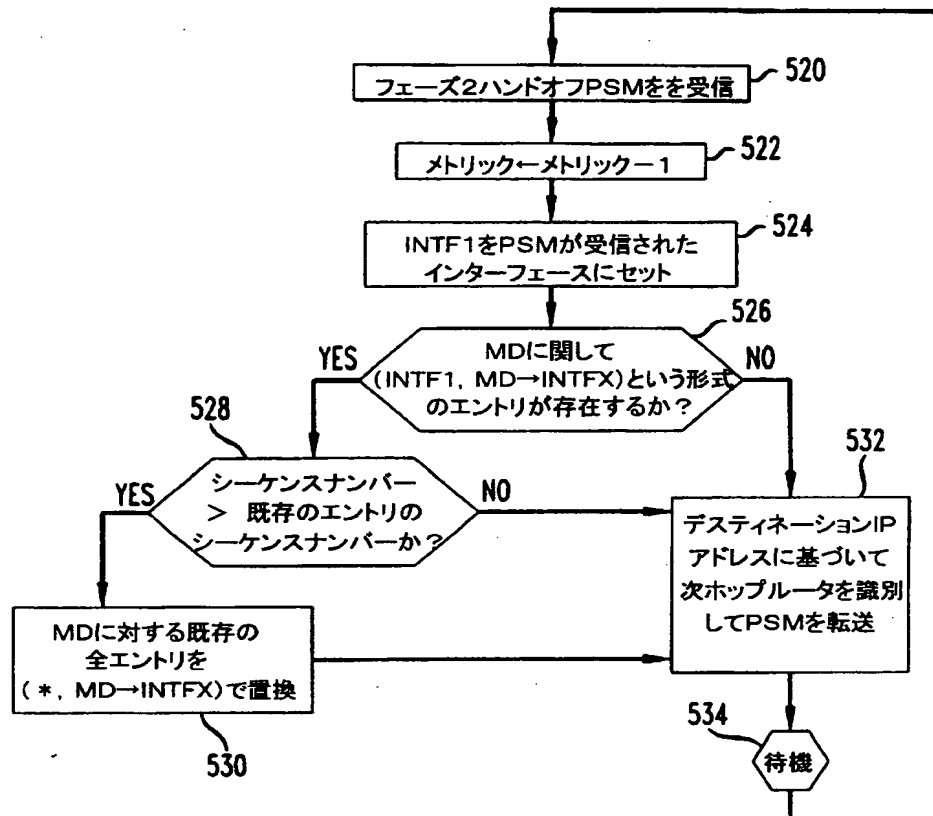 フェーズ2ハンドオフPSMをを受信
520
メトリック←メトリック－1
522
INTF1をPSMが受信された
インターフェースにセット
524
526
YES
MDに関して
(INTF1, MD→INTFX)という形式
のエントリが存在するか?
NO
528
YES
シーケンスナンバー
> 既存のエントリの
シーケンスナンバーか?
NO
532
デスティネーションIP
アドレスに基づいて
次ホップルータを識別
してPSMを転送
MDに対する既存の
全エントリを
(*, MD→INTFX)で置換
530
534
待機